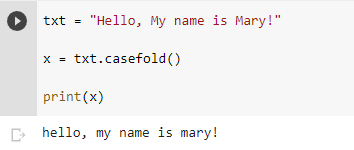 txt = "Hello, My name is Mary!"
x = txt.casefold()
print(x)
hello, my name is mary!